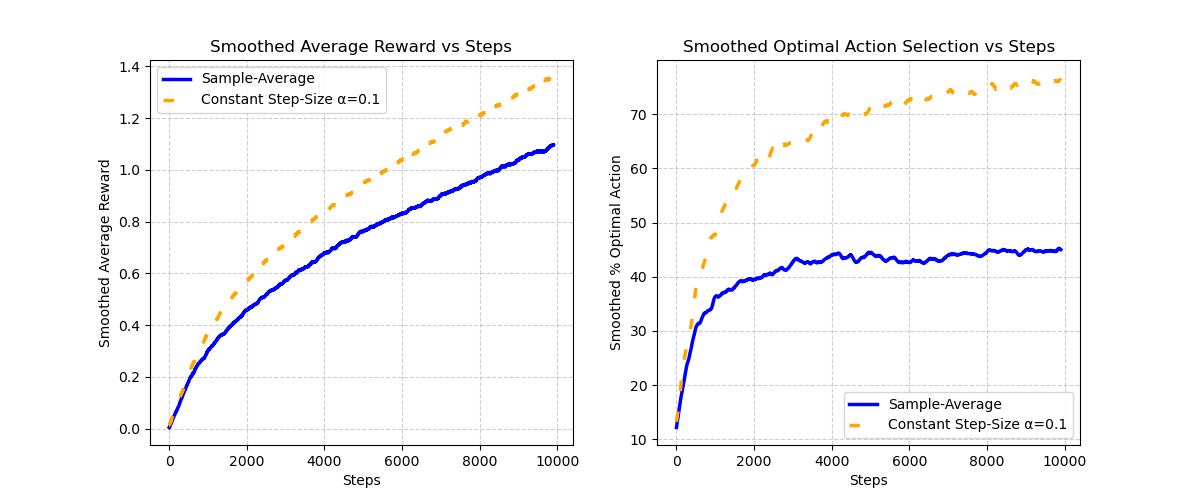 Smoothed Average Reward vs Steps
Smoothed Average Reward
1.4
1.2
1.0
0.8
0.6
0.4
0.2
0.0
Sample-Average
Constant Step-Size α=0.1
0 2000 4000 6000 8000 10000
Steps
Smoothed Optimal Action Selection vs Steps
Smoothed % Optimal Action
70
60
50
40
30
20
10
Sample-Average
Constant Step-Size α=0.1
0 2000 4000 6000 8000 10000
Steps